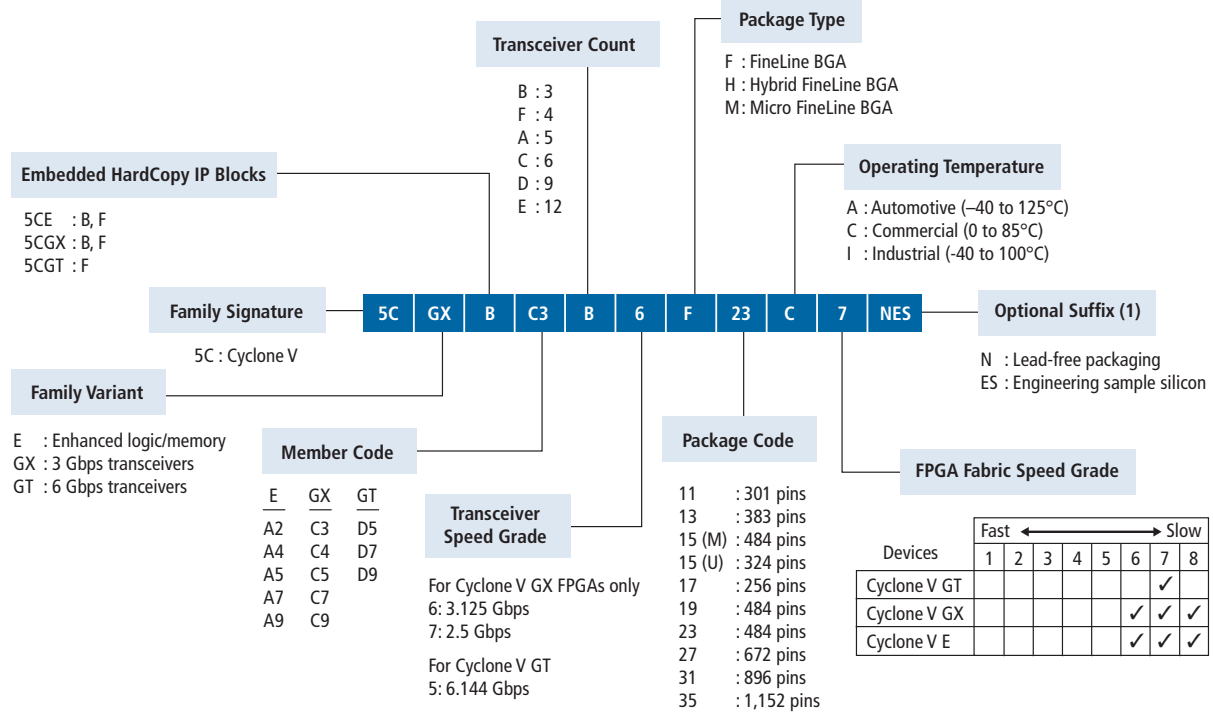 Package Type
F : FineLine BGA
H : Hybrid FineLine BGA
M : Micro FineLine BGA
Transceiver Count
B : 3
F : 4
A : 5
C : 6
D : 9
E : 12
Embedded HardCopy IP Blocks
5CE : B, F
5CGX : B, F
5CGT : F
Operating Temperature
A : Automotive (–40 to 125°C)
C : Commercial (0 to 85°C)
I : Industrial (-40 to 100°C)
Family Signature
5C GX B C3 B 6 F 23 C 7 NES
Optional Suffix (1)
5C : Cyclone V
N : Lead-free packaging
ES : Engineering sample silicon
Family Variant
E : Enhanced logic/memory
GX : 3 Gbps transceivers
GT : 6 Gbps tranceivers
Member Code
E GX GT
A2 C3 D5
A4 C4 D7
A5 C5 D9
A7 C7
A9 C9
Transceiver
Speed Grade
For Cyclone V GX FPGAs only
6: 3.125 Gbps
7: 2.5 Gbps
For Cyclone V GT
5: 6.144 Gbps
Package Code
11 : 301 pins
13 : 383 pins
15 (M) : 484 pins
15 (U) : 324 pins
17 : 256 pins
19 : 484 pins
23 : 484 pins
27 : 672 pins
31 : 896 pins
35 : 1,152 pins
FPGA Fabric Speed Grade
Fast Slow
Devices 1 2 3 4 5 6 7 8
Cyclone V GT ✓
Cyclone V GX ✓ ✓ ✓
Cyclone V E ✓ ✓ ✓